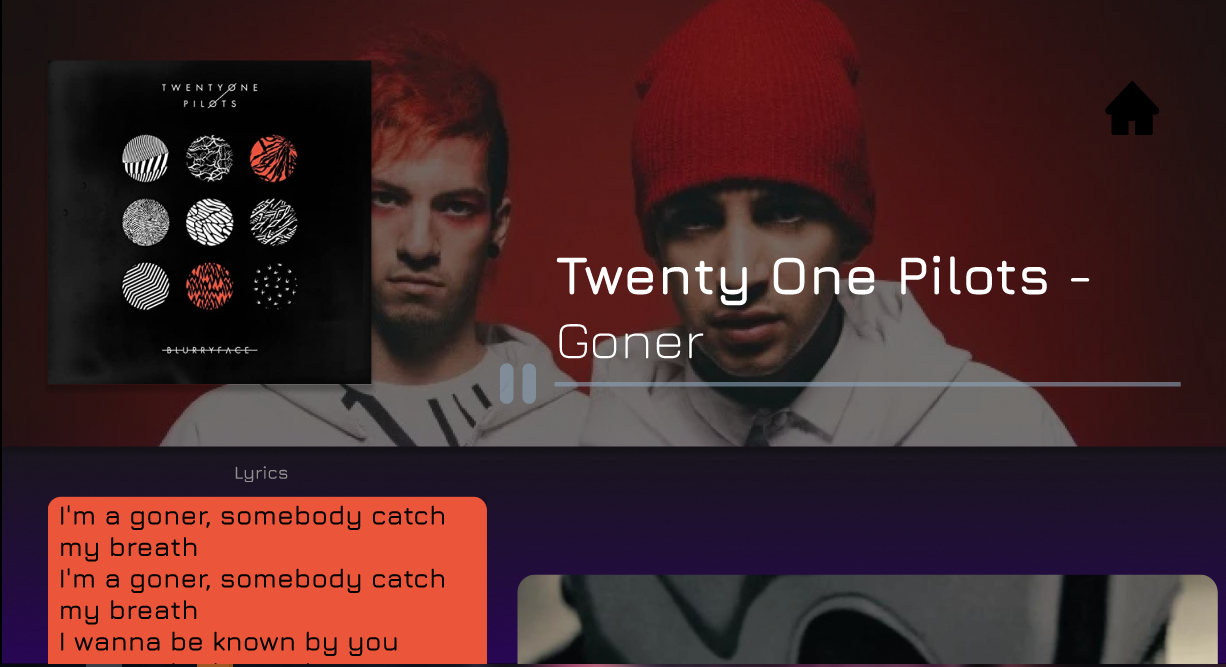 TWENTY ONE
PILOTS
BLURRYFACE
Twenty One Pilots -
Goner
Lyrics
I'm a goner, somebody catch
my breath
I'm a goner, somebody catch
my breath
I wanna be known by you